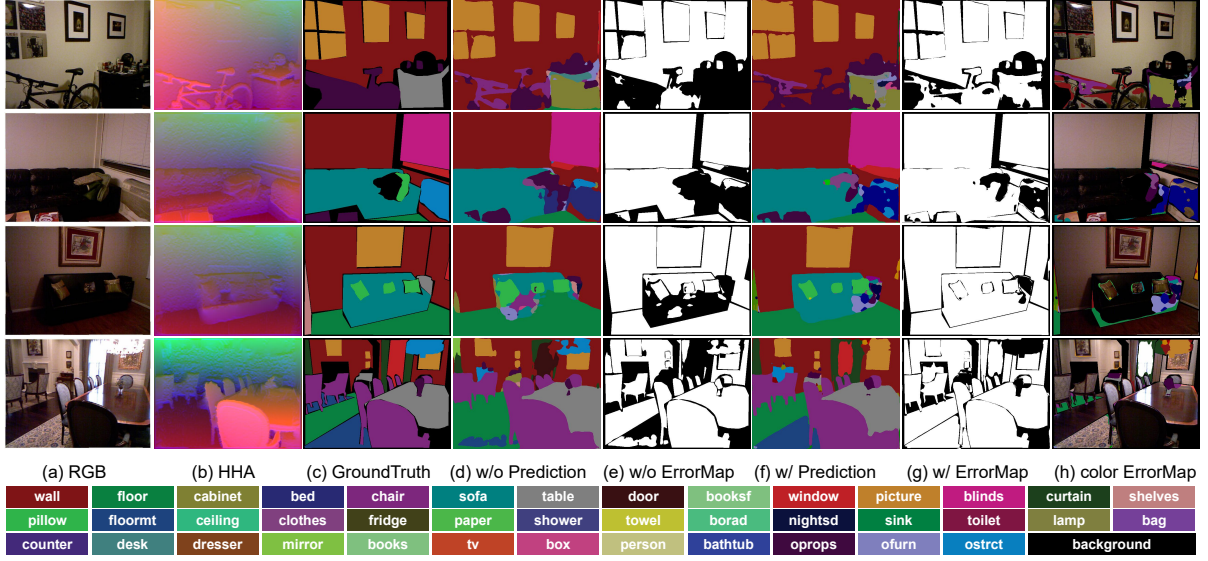 (a) RGB (b) HHA (c) GroundTruth (d) w/o Prediction (e) w/o ErrorMap (f) w/ Prediction (g) w/ ErrorMap (h) color ErrorMap
wall floor cabinet bed chair sofa table door booksf window picture blinds curtain shelves
pillow floormt ceiling clothes fridge paper shower towel borad nightsd sink toilet lamp bag
counter desk dresser mirror books tv box person bathtub oprops ofurn ostrct background